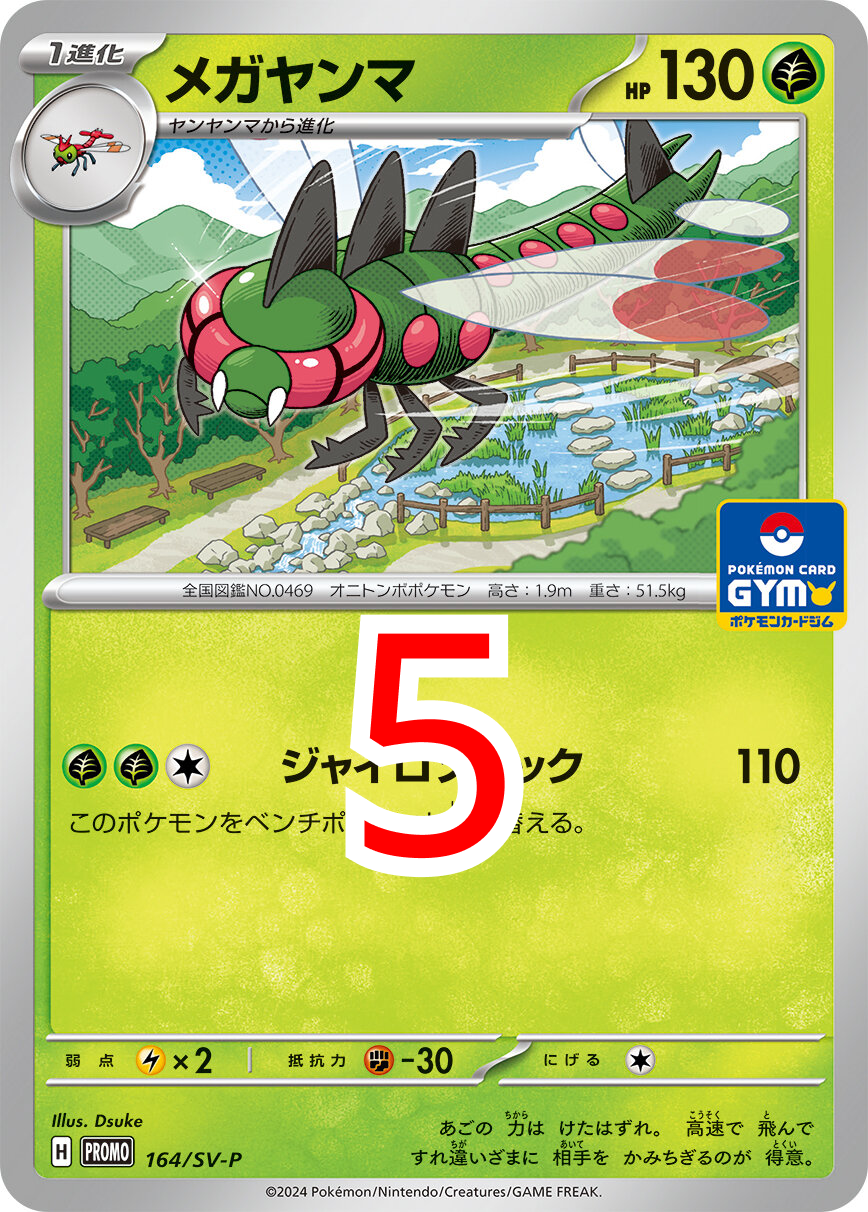 1進化
メガヤンマ
HP 130
ヤンヤンマから進化
全国図鑑NO.0469 オニトンボポケモン 高さ：1.9m 重さ：51.5kg
POKÉMON CARD
GYM
ポケモンカードジム
5
110
このポケモンをベンチポ
替える。
弱点 ×2 抵抗力 -30 にげる
Illus. Dsuke
H PROMO 164/SV-P
あごの 力は けたはずれ。 高速で 飛んで
すれ違いざまに 相手を かみちぎるのが 得意。
©2024 Pokémon/Nintendo/Creatures/GAME FREAK.